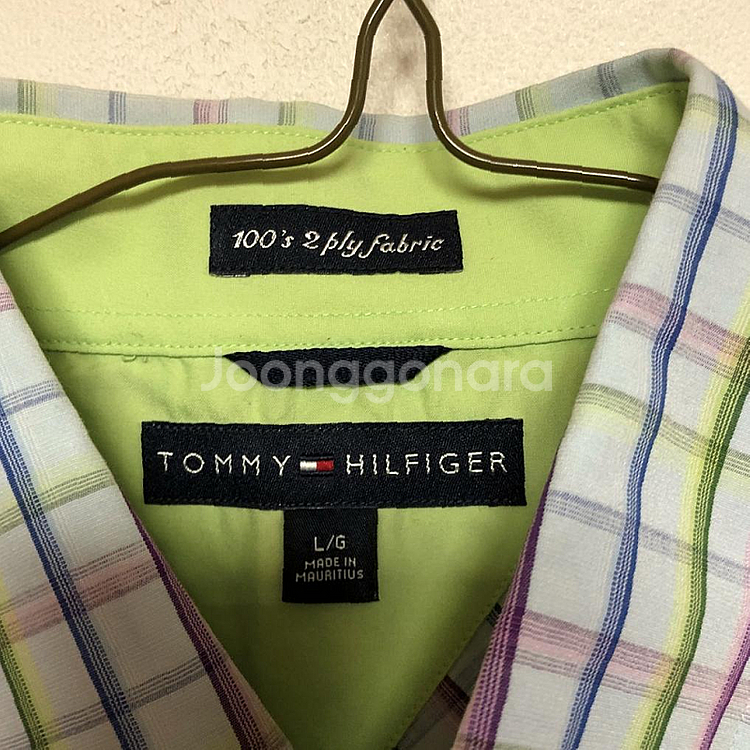 100's 2 ply fabric
Joonggonara
TOMMY HILFIGER
L/G
MADE IN
MAURITIUS